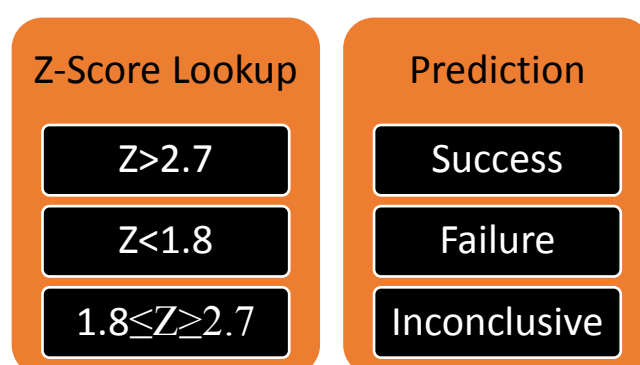 Z-Score Lookup
Z>2.7
Z<1.8
1.8≤Z≥2.7
Prediction
Success
Failure
Inconclusive